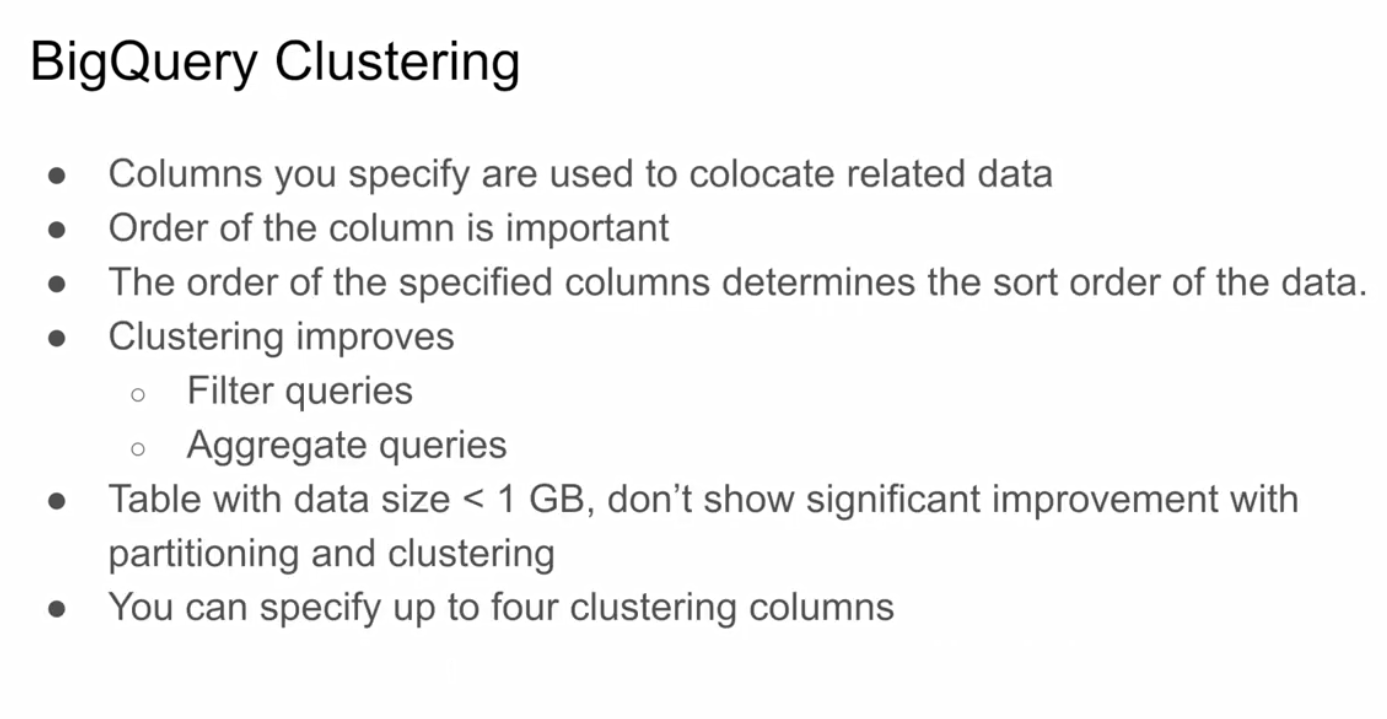 BigQuery Clustering
● Columns you specify are used to colocate related data
● Order of the column is important
● The order of the specified columns determines the sort order of the data.
● Clustering improves
○ Filter queries
○ Aggregate queries
● Table with data size < 1 GB, don’t show significant improvement with
partitioning and clustering
● You can specify up to four clustering columns